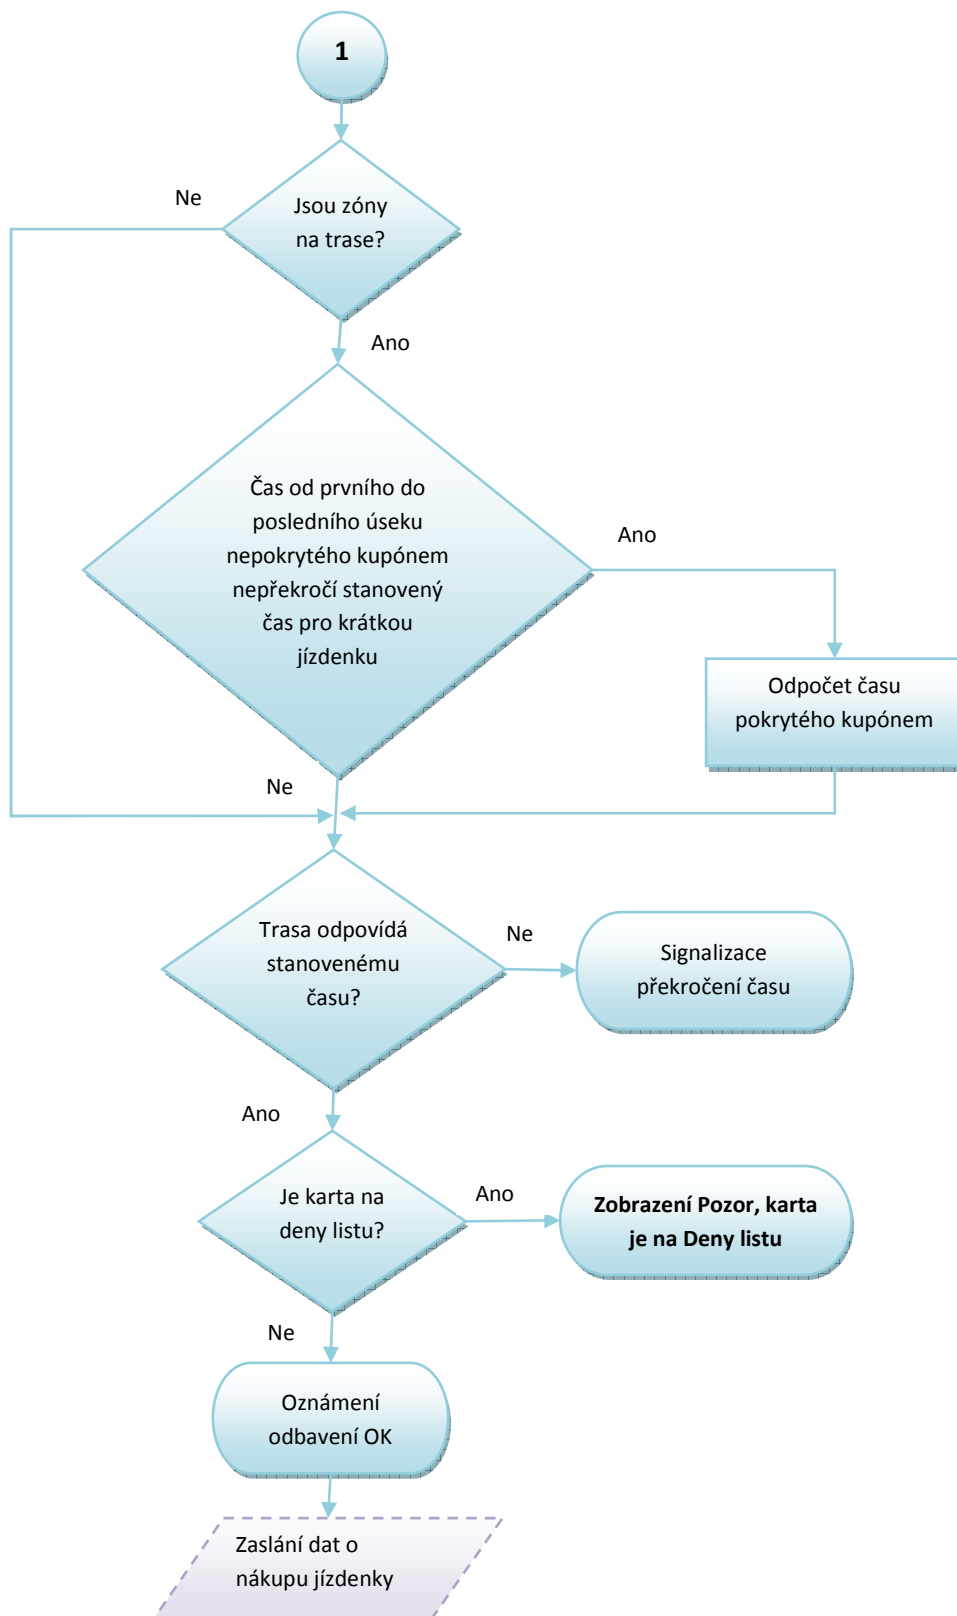 1
Ne
Jsou zóny
na trase?
Ano
Čas od prvního do
posledního úseku
nepokrytého kupónem
nepřekročí stanovený
čas pro krátkou
jízdenku
Ano
Odpočet času
pokrytého kupónem
Ne
Trasa odpovídá
stanovenému
času?
Ne
Signalizace
překročení času
Ano
Je karta na
deny listu?
Ano
Zobrazení Pozor, karta
je na Deny listu
Ne
Oznámení
odbavení OK
Zaslání dat o
nákupu jízdenky